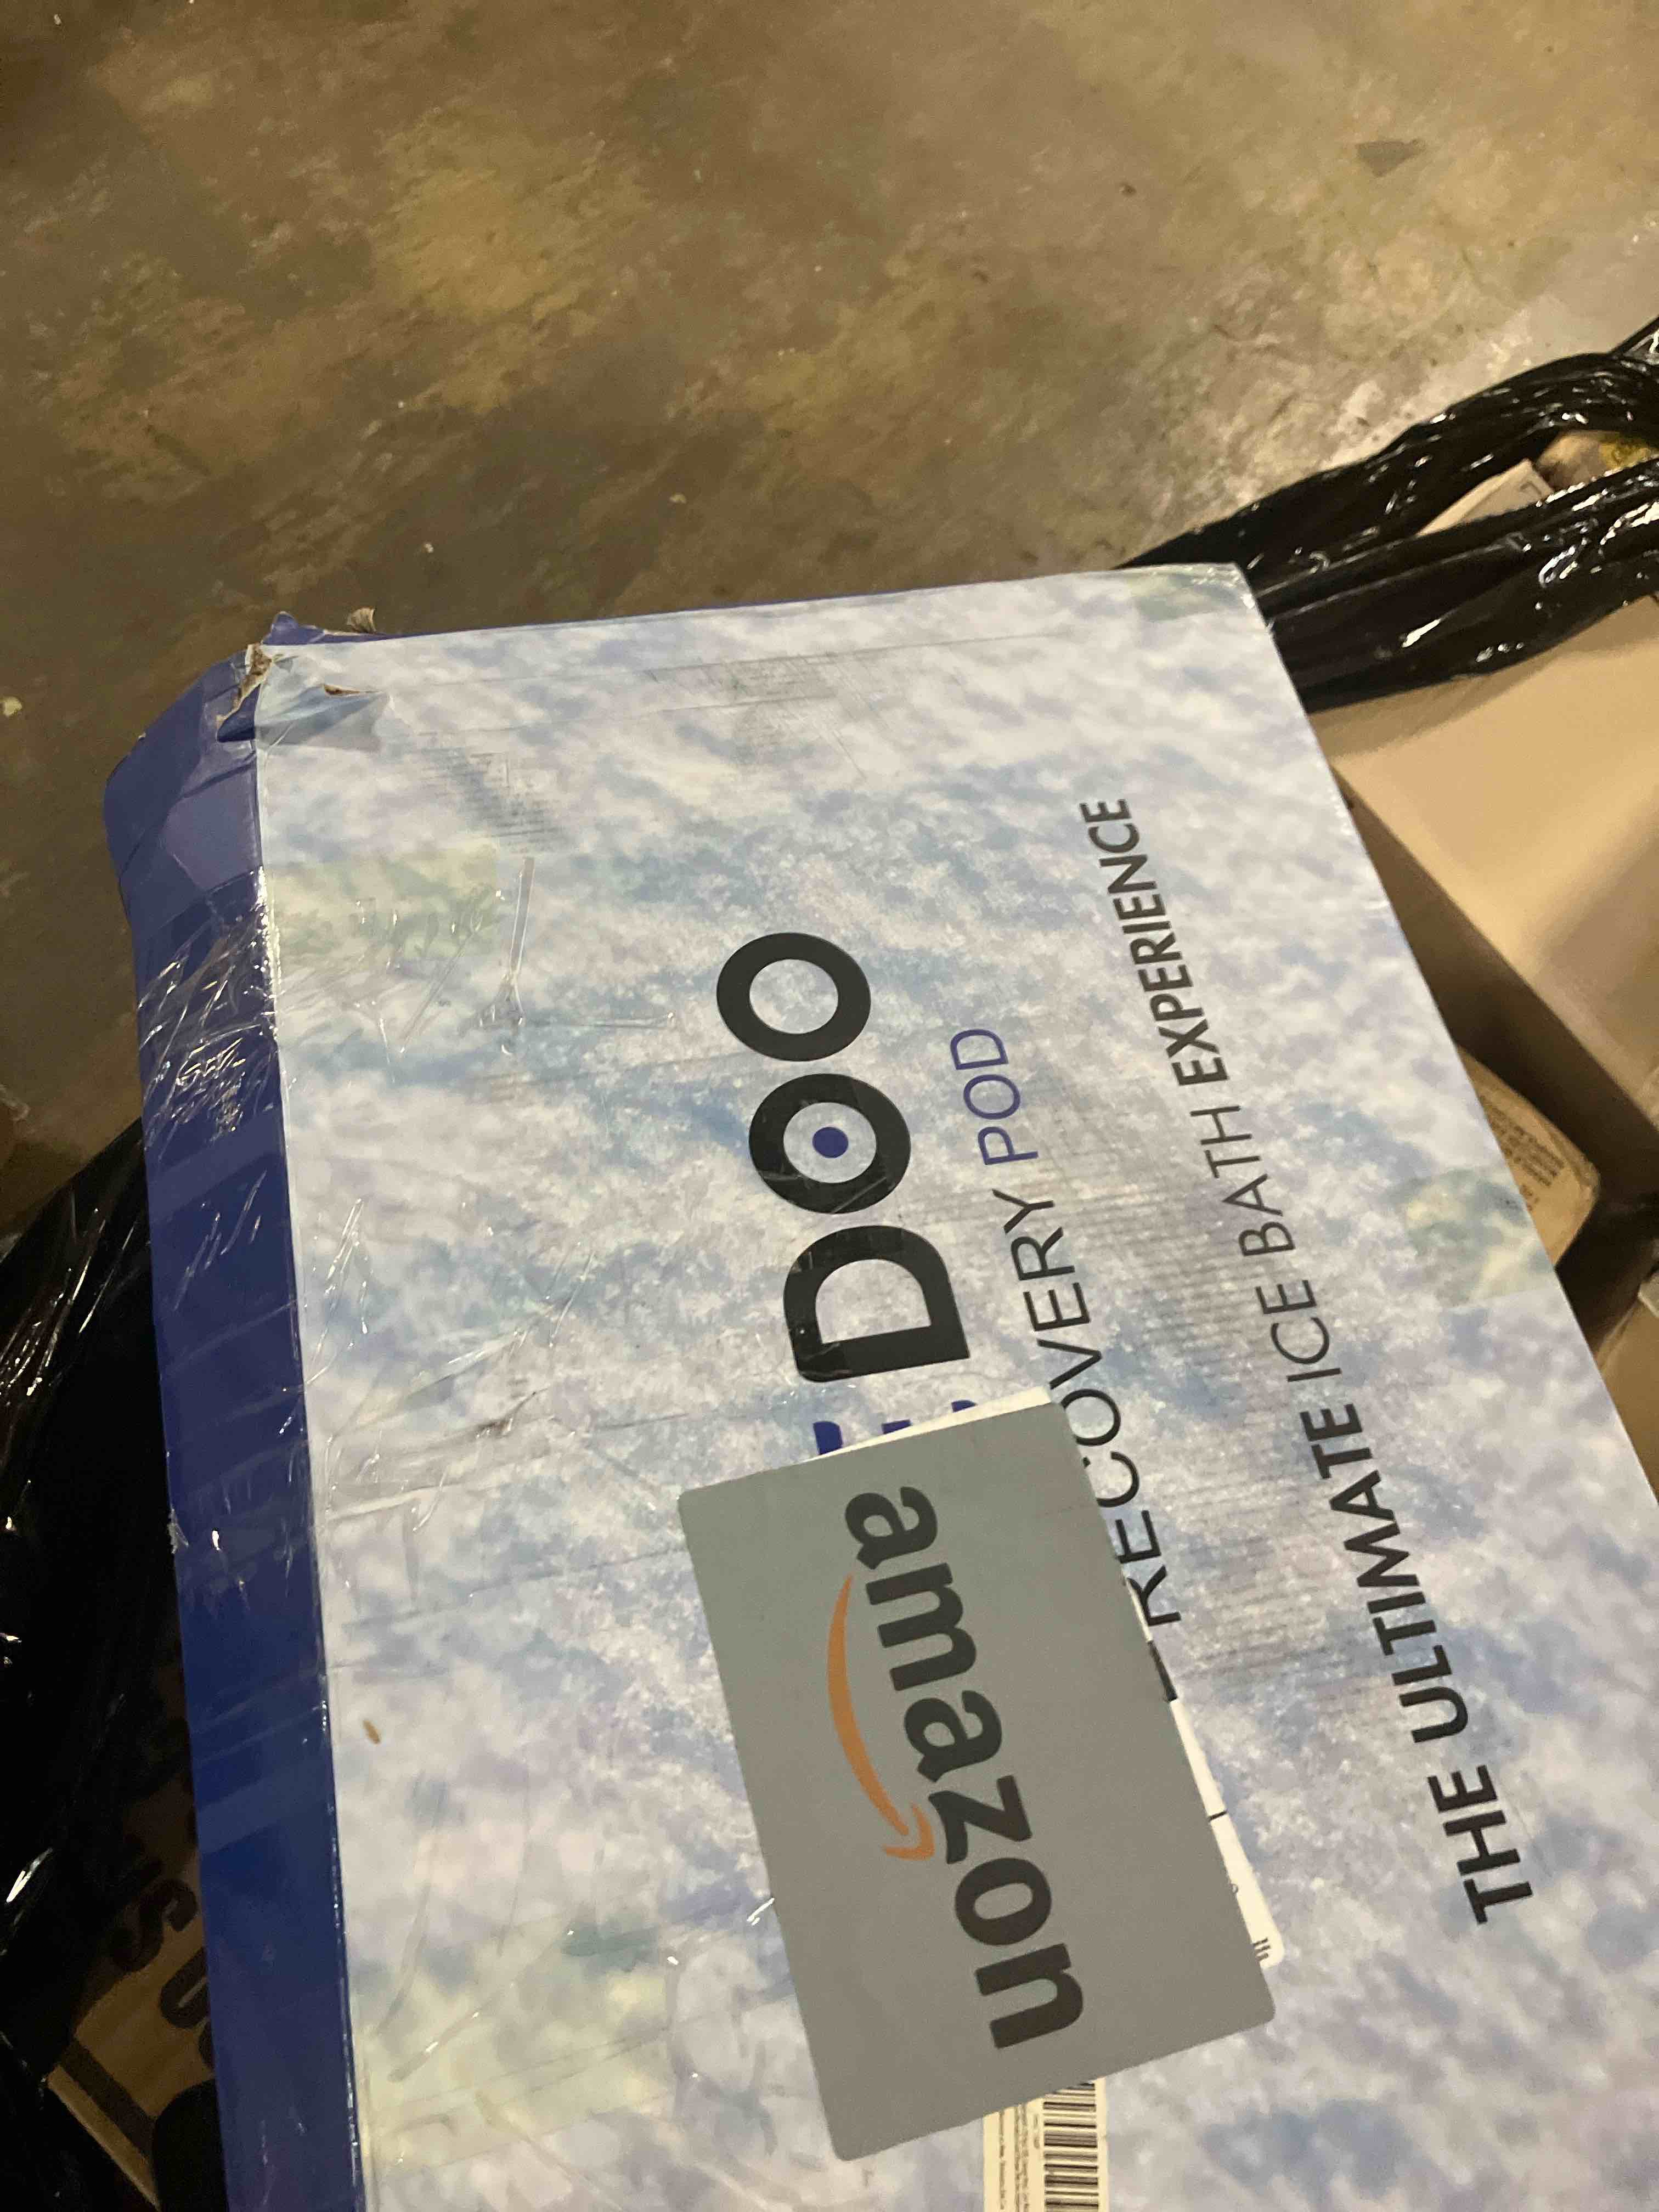 DOO
RECOVERY POD
THE ULTIMATE ICE BATH EXPERIENCE
amazon